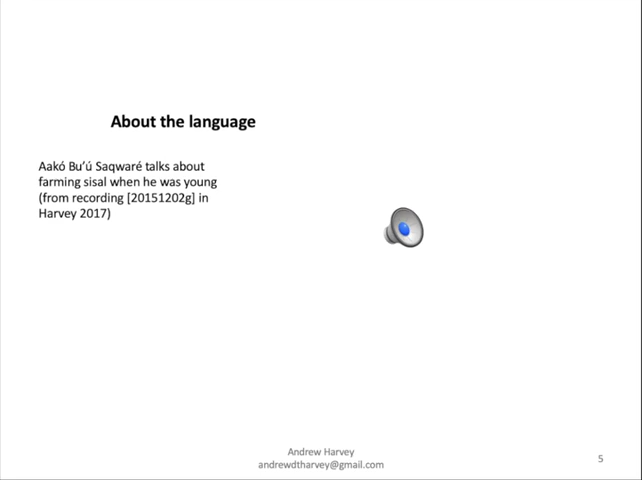 About the language
Aakó Bu’ú Saqwaré talks about
farming sisal when he was young
(from recording [20151202g] in
Harvey 2017)
Andrew Harvey
andrewdtharvey@gmail.com
5